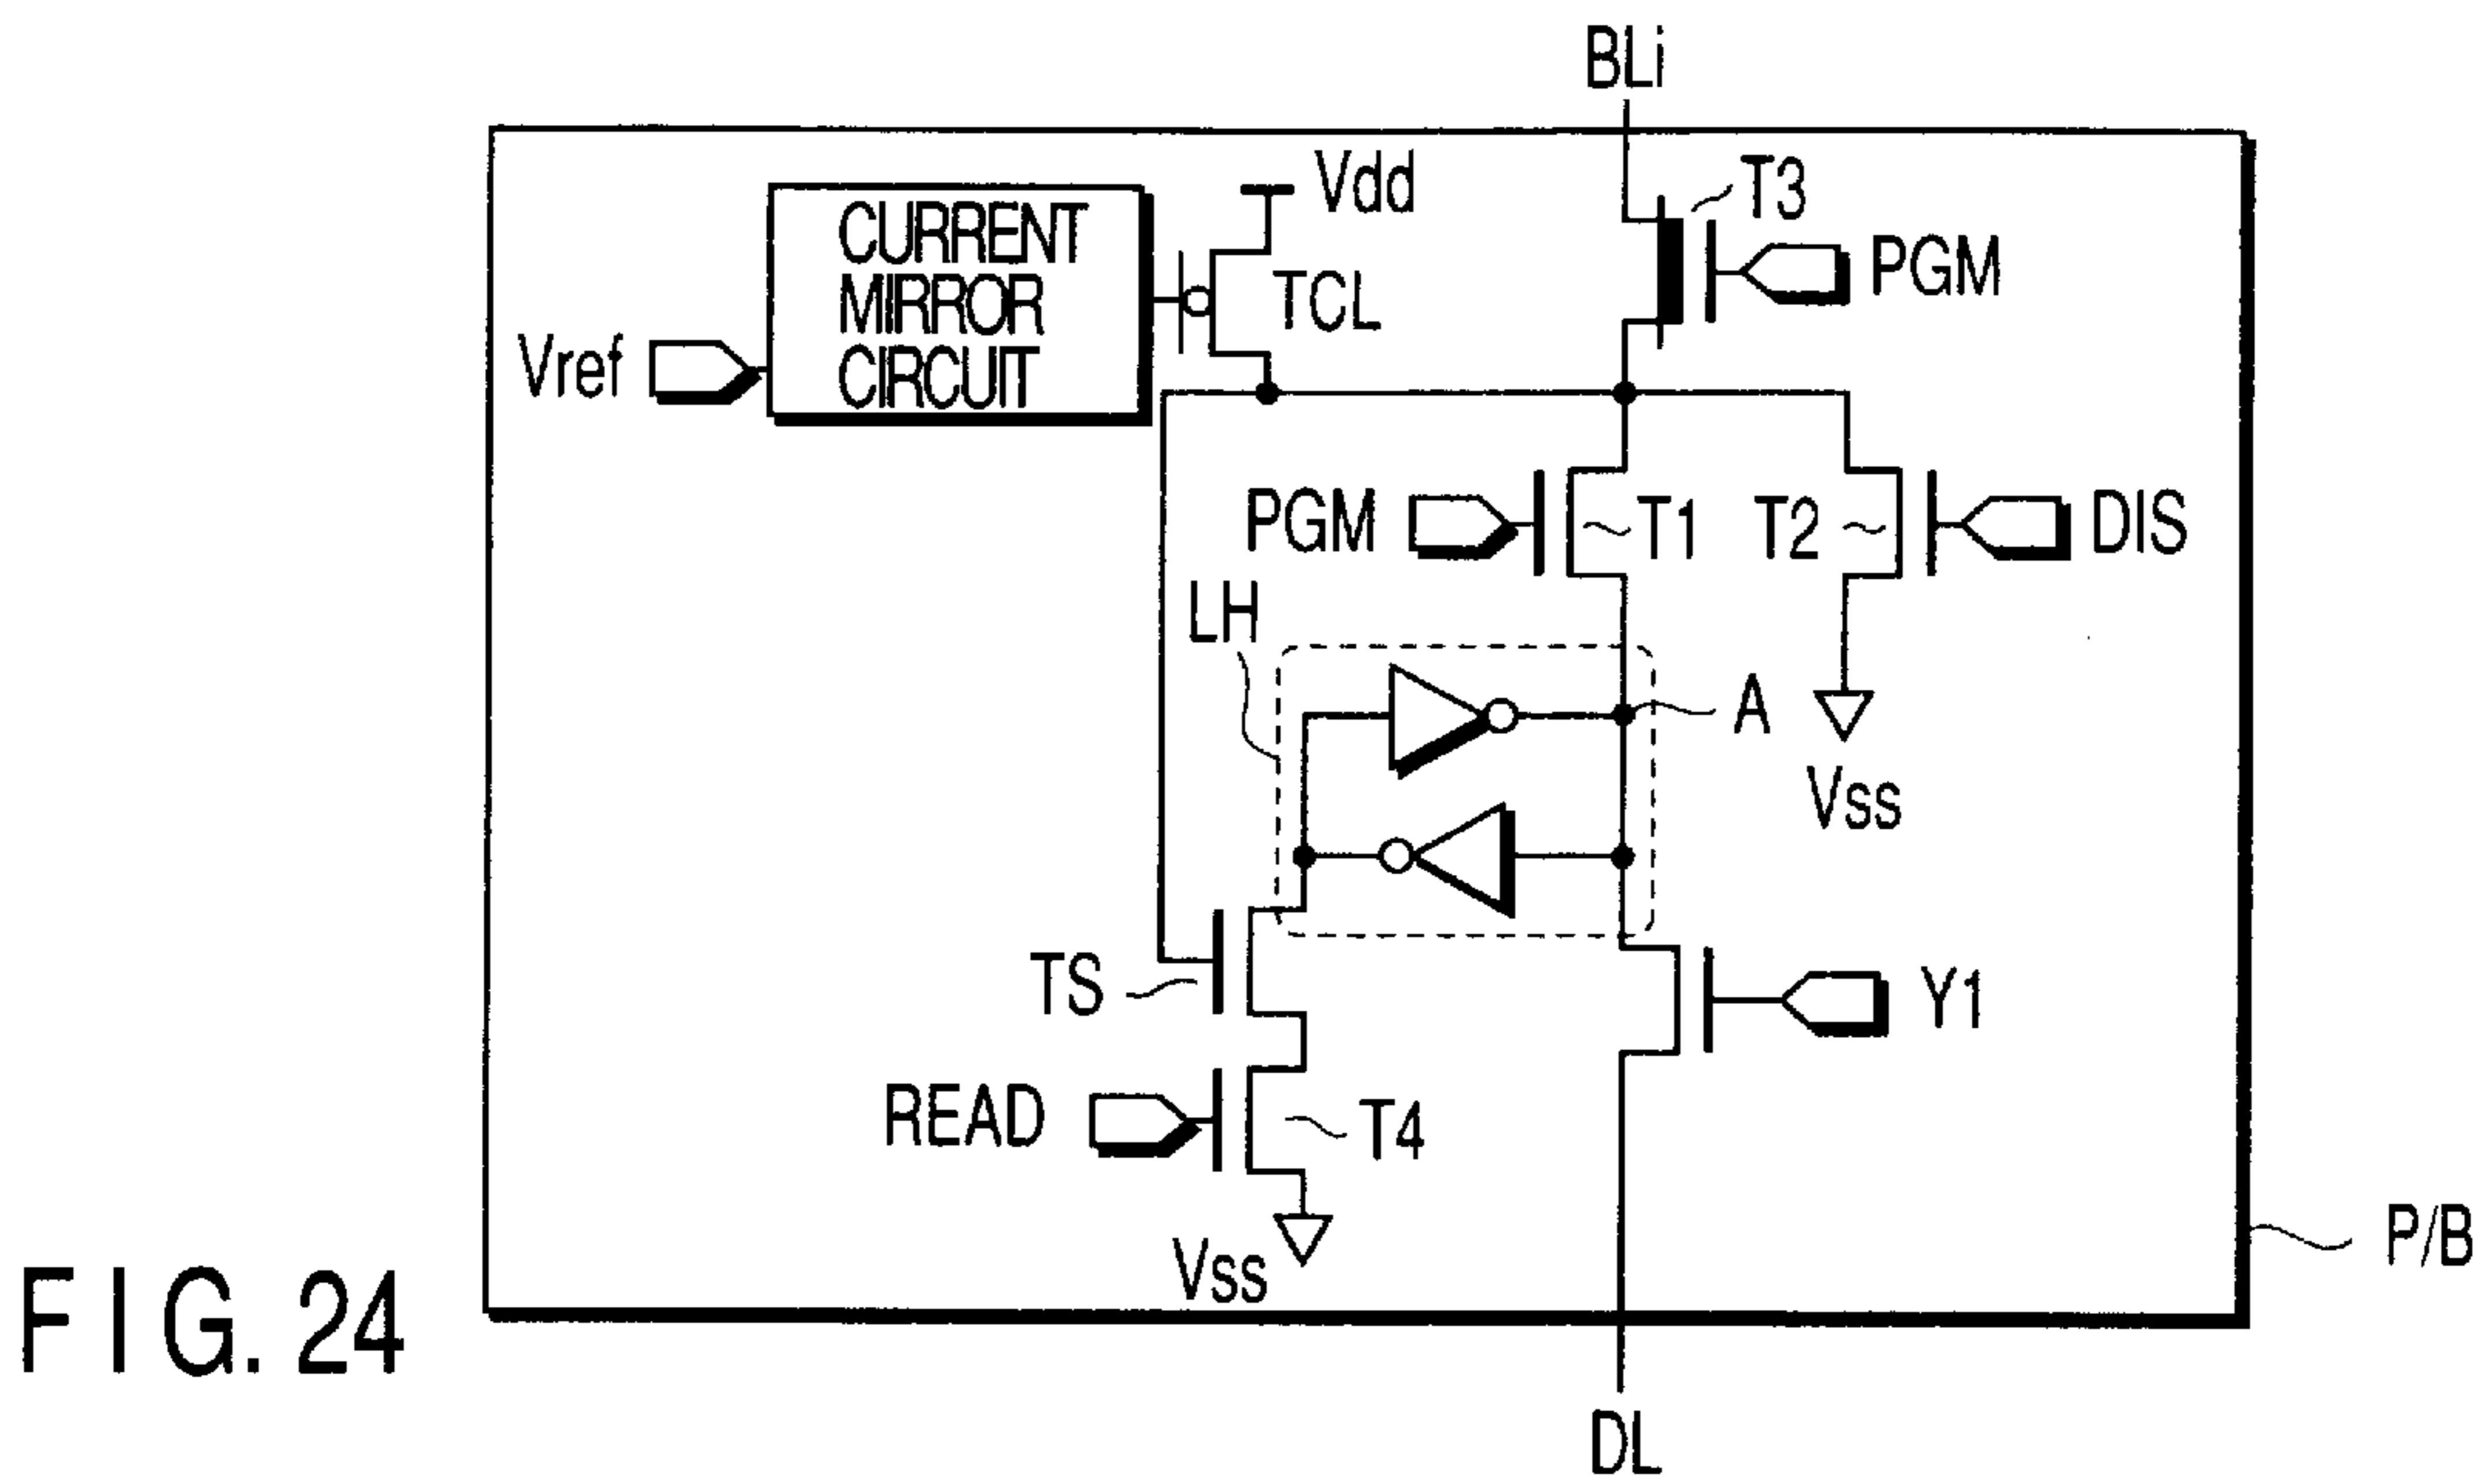 BLi
Vdd
T3
CURRENT
MIRROR
CIRCUIT
TCL
PGM
Vref
PGM
T1
T2
DIS
LH
A
Vss
TS
Y1
READ
T4
Vss
P/B
FIG. 24
DL